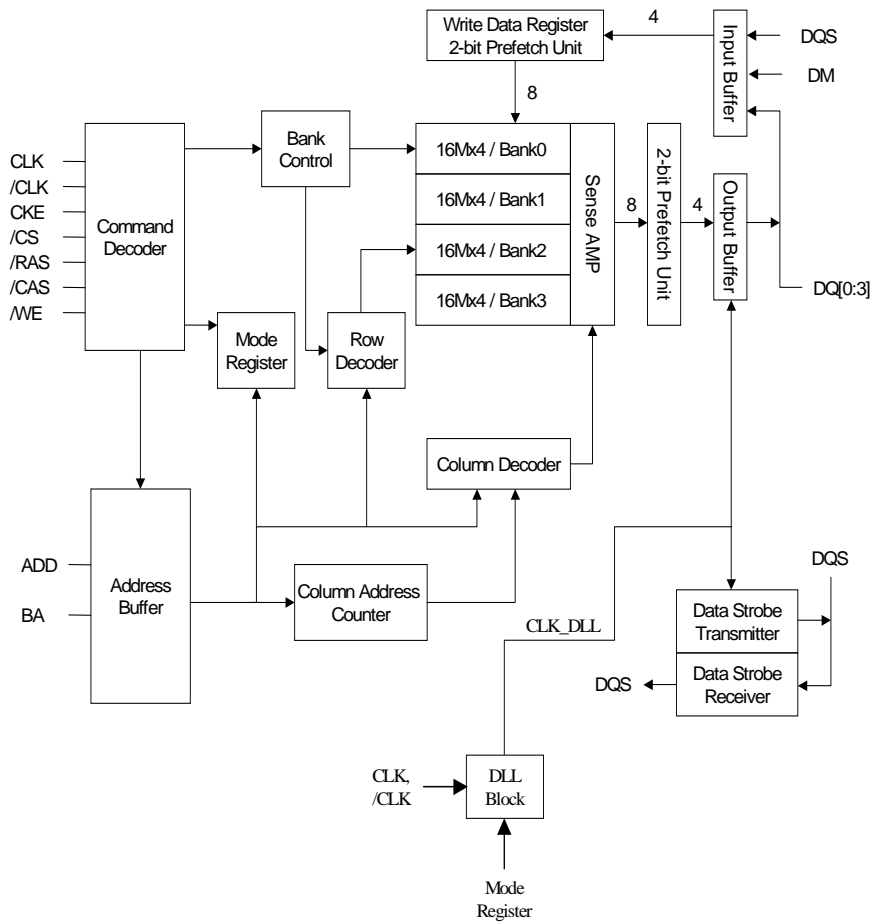 Write Data Register
2-bit Prefetch Unit
4
Input Buffer
DQS
DM
8
Bank
Control
16Mx4 / Bank0
16Mx4 / Bank1
16Mx4 / Bank2
16Mx4 / Bank3
Sense AMP
8
2-bit Prefetch Unit
4
Output Buffer
DQ[0:3]
CLK
/CLK
CKE
/CS
/RAS
/CAS
/WE
Command
Decoder
Mode
Register
Row
Decoder
Column Decoder
ADD
BA
Address
Buffer
Column Address
Counter
CLK_DLL
DQS
Data Strobe
Transmitter
Data Strobe
Receiver
DQS
CLK,
/CLK
DLL
Block
Mode
Register